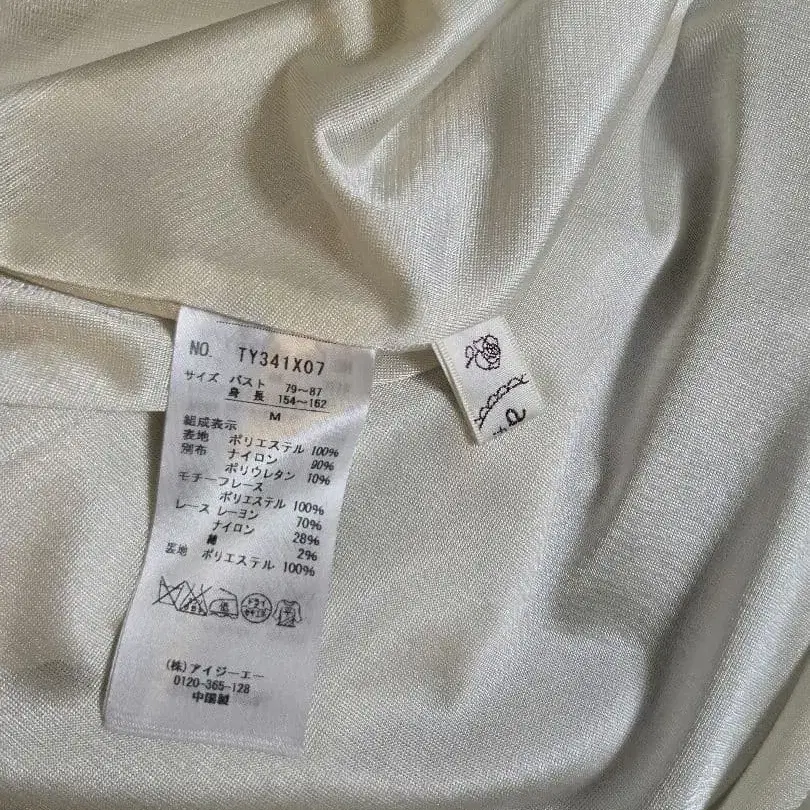 NO. TY341X07
サイズ バスト 79～87
身長 154～162
M
組成表示
表地 ポリエステル 100%
別布 ナイロン 90%
ポリウレタン 10%
モチーフレース
ポリエステル 100%
レース レーヨン 70%
ナイロン 28%
綿 2%
裏地 ポリエステル 100%
(株)アイジーエー
0120-365-128
中国製